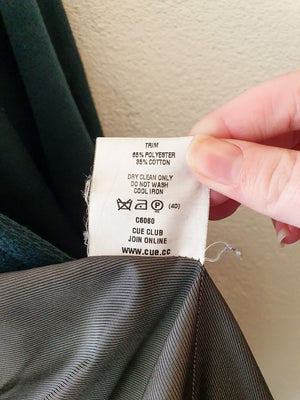 TRIM
65% POLYESTER
35% COTTON
DRY CLEAN ONLY
DO NOT WASH
COOL IRON
P (40)
C6060
CUE CLUB
JOIN ONLINE
www.cue.cc